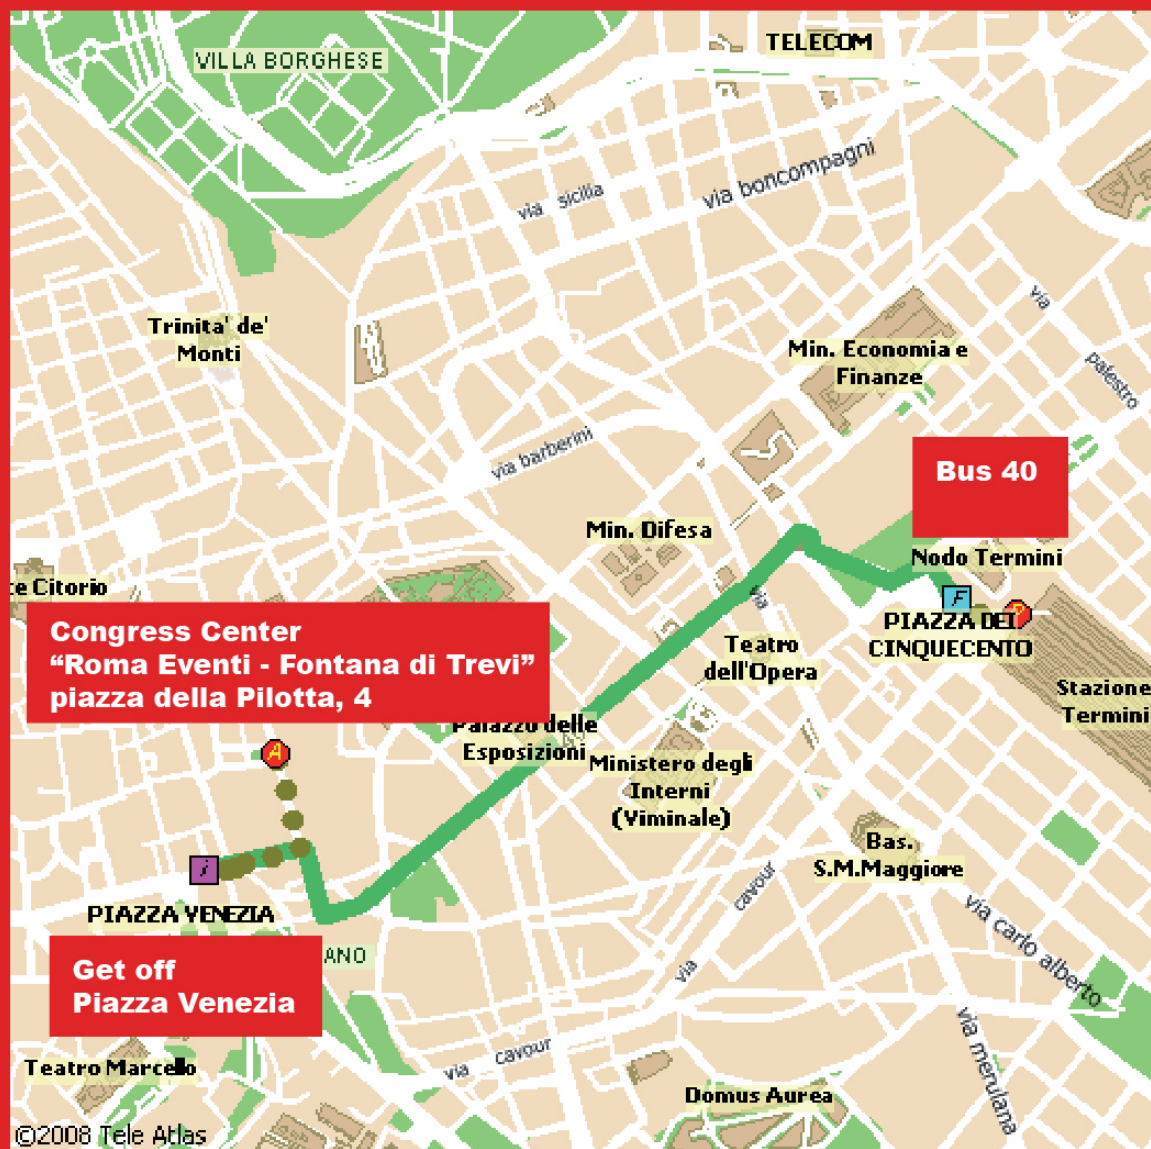 TELECOM
VILLA BORGHESE
via boncompagni
via sicilia
via
Trinita' de'
Monti
Min. Economia e
Finanze
palestro
via barberini
Bus 40
Min. Difesa
Nodo Termini
te Citorio
via
F
P
PIAZZA DEI
CINQUECENTO
Congress Center
“Roma Eventi - Fontana di Trevi”
piazza della Pilotta, 4
Teatro
dell'Opera
Stazione
Termini
Palazzo delle
Esposizioni
A
Ministero degli
Interni
(Viminale)
Bas.
S.M.Maggiore
i
cavour
PIAZZA VENEZIA
via carlo alberto
ANO
Get off
Piazza Venezia
via
via merulana
via cavour
Teatro Marcello
Domus Aurea
©2008 Tele Atlas